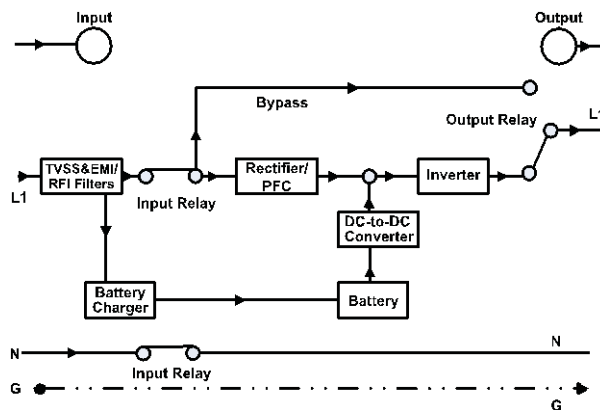 Input
Output
Bypass
Output Relay
L1
TVSS&EMI/
RFI Filters
L1
Input Relay
Rectifier/
PFC
Inverter
DC-to-DC
Converter
Battery
Charger
Battery
N
N
Input Relay
G
G